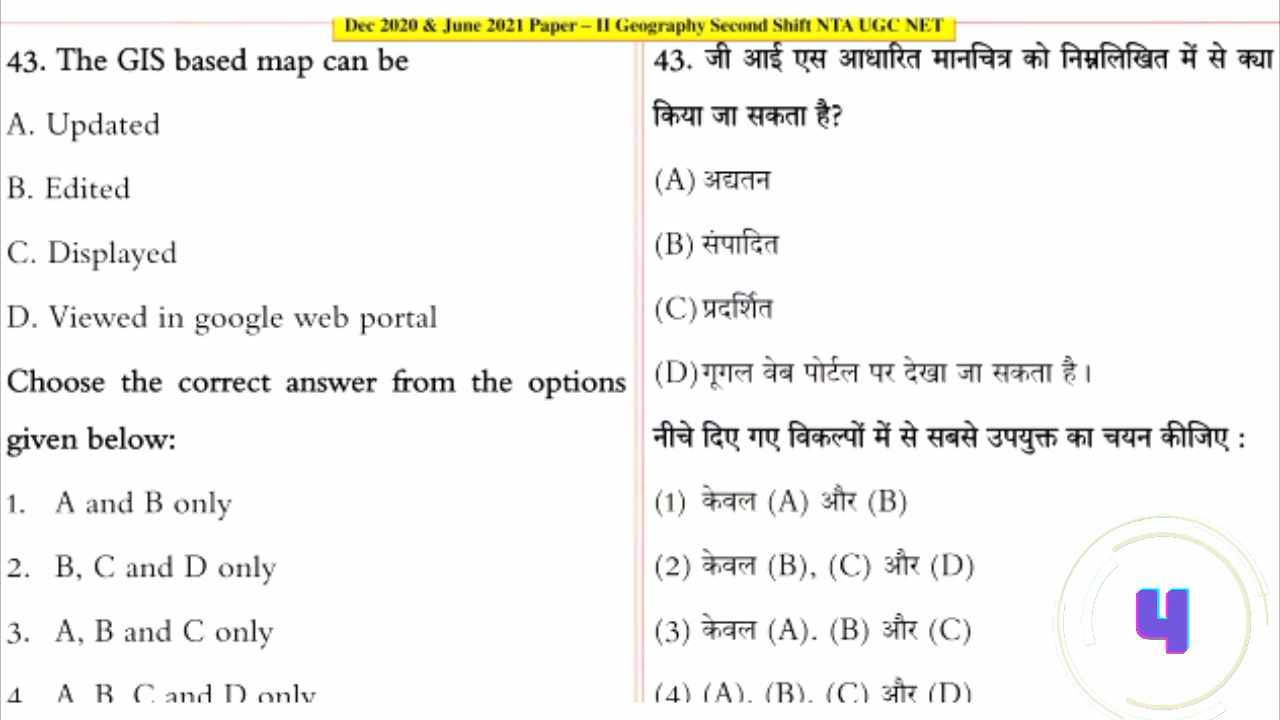 Dec 2020 & June 2021 Paper – II Geography Second Shift NTA UGC NET
43. The GIS based map can be
A. Updated
B. Edited
C. Displayed
D. Viewed in google web portal
Choose the correct answer from the options
given below:
1. A and B only
2. B, C and D only
3. A, B and C only
4. A, B, C and D only
43. जी आई एस आधारित मानचित्र को निम्नलिखित में से क्या
किया जा सकता है?
(A) अद्यतन
(B) संपादित
(C) प्रदर्शित
(D) गूगल वेब पोर्टल पर देखा जा सकता है।
नीचे दिए गए विकल्पों में से सबसे उपयुक्त का चयन कीजिए :
(1) केवल (A) और (B)
(2) केवल (B), (C) और (D)
(3) केवल (A). (B) और (C)
(4) (A). (B). (C) और (D)
4